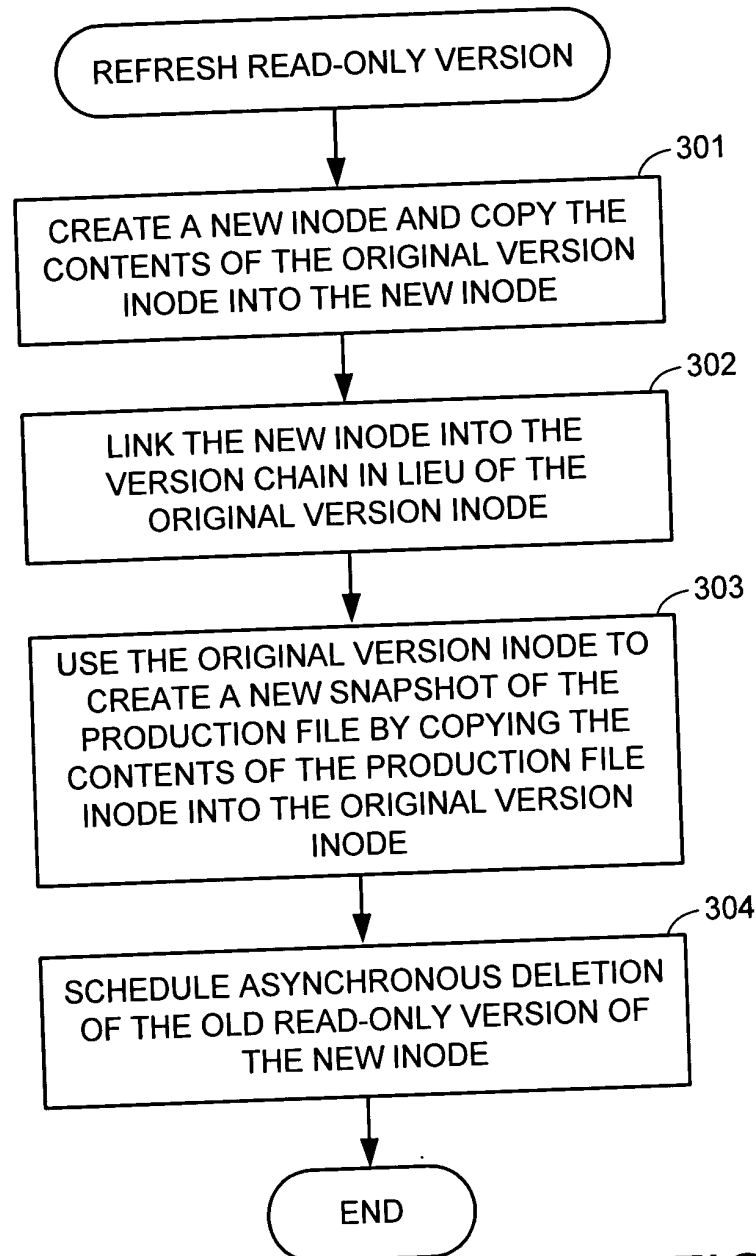 REFRESH READ-ONLY VERSION
301
CREATE A NEW INODE AND COPY THE
CONTENTS OF THE ORIGINAL VERSION
INODE INTO THE NEW INODE
302
LINK THE NEW INODE INTO THE
VERSION CHAIN IN LIEU OF THE
ORIGINAL VERSION INODE
303
USE THE ORIGINAL VERSION INODE TO
CREATE A NEW SNAPSHOT OF THE
PRODUCTION FILE BY COPYING THE
CONTENTS OF THE PRODUCTION FILE
INODE INTO THE ORIGINAL VERSION
INODE
304
SCHEDULE ASYNCHRONOUS DELETION
OF THE OLD READ-ONLY VERSION OF
THE NEW INODE
END